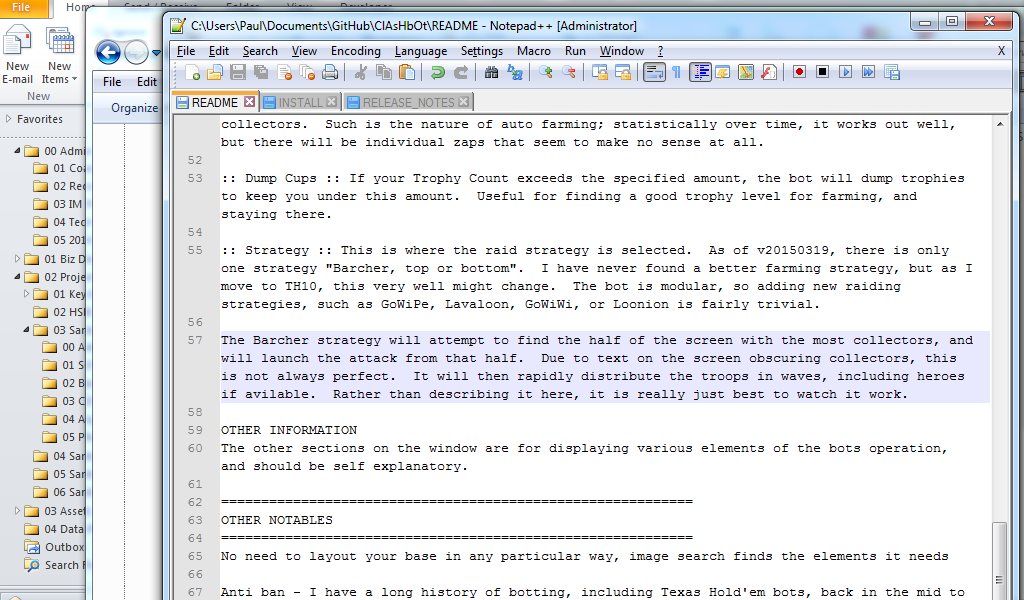 File Home Send / Receive Folder View Developer
C:\Users\Paul\Documents\GitHub\ClAsHbOt\README - Notepad++ [Administrator]
File Edit Search View Encoding Language Settings Macro Run Window ? X
New E-mail
New Items
New
File Edit
Organize
README INSTALL RELEASE_NOTES
Favorites
00 Admi
01 Coa
02 Rec
03 IM
04 Tec
05 201
01 Biz D
02 Proje
01 Key
02 HSI
03 Sar
00 A
01 S
02 B
03 C
04 A
05 P
04 Sar
05 Sar
06 Sar
03 Asset
04 Data
Outbox
Search F
collectors.  Such is the nature of auto farming; statistically over time, it works out well,
but there will be individual zaps that seem to make no sense at all.
52
53 :: Dump Cups :: If your Trophy Count exceeds the specified amount, the bot will dump trophies
to keep you under this amount.  Useful for finding a good trophy level for farming, and
staying there.
54
55 :: Strategy :: This is where the raid strategy is selected.  As of v20150319, there is only
one strategy "Barcher, top or bottom".  I have never found a better farming strategy, but as I
move to TH10, this very well might change.  The bot is modular, so adding new raiding
strategies, such as GoWiPe, Lavaloon, GoWiWi, or Loonion is fairly trivial.
56
57 The Barcher strategy will attempt to find the half of the screen with the most collectors, and
will launch the attack from that half.  Due to text on the screen obscuring collectors, this
is not always perfect.  It will then rapidly distribute the troops in waves, including heroes
if avilable.  Rather than describing it here, it is really just best to watch it work.
58
59 OTHER INFORMATION
60 The other sections on the window are for displaying various elements of the bots operation,
and should be self explanatory.
61
62 ===========================================================
63 OTHER NOTABLES
64 ===========================================================
65 No need to layout your base in any particular way, image search finds the elements it needs
66
67 Anti ban - I have a long history of botting, including Texas Hold'em bots, back in the mid to